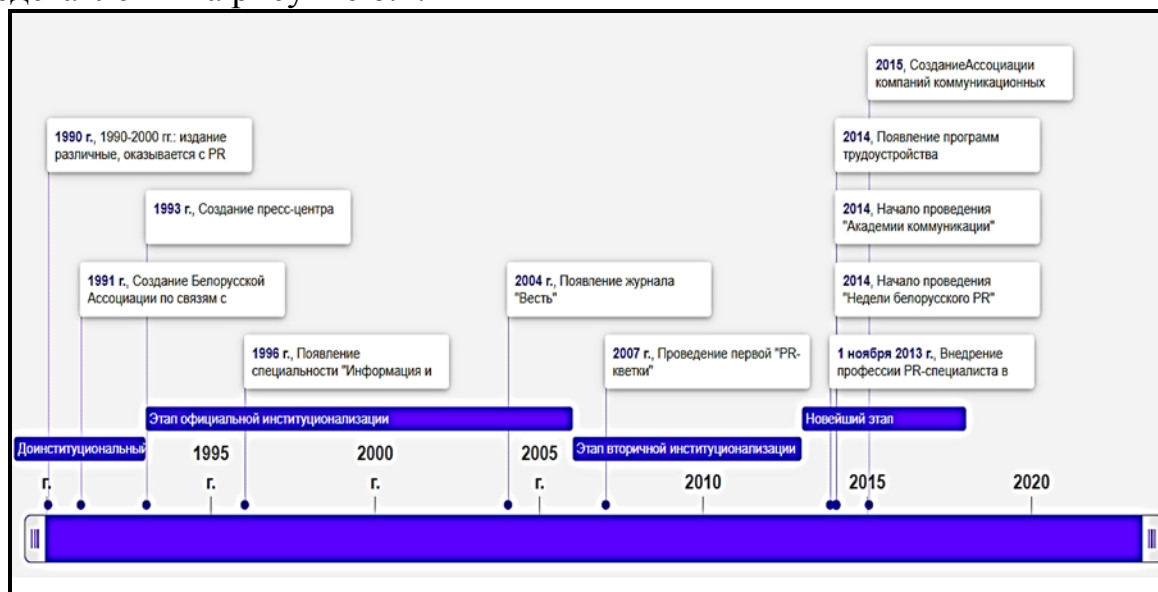 2015, СозданиеАссоциации
компаний коммуникационных
1990 г., 1990-2000 гг.: издание
различные, оказывается с PR
2014, Появление программ
трудоустройства
1993 г., Создание пресс-центра
2014, Начало проведения
"Академии коммуникации"
1991 г., Создание Белорусской
Ассоциации по связям с
2004 г., Появление журнала
"Весть"
2014, Начало проведения
"Недели белорусского PR"
1996 г., Появление
специальности "Информация и
2007 г., Проведение первой "PR-
кветки"
1 ноября 2013 г., Внедрение
профессии PR-специалиста в
Этап официальной институционализации
Новейший этап
Доинституциональный
Этап вторичной институционализации
1995
2000
2005
г.
г.
г.
г.
2010
2015
2020